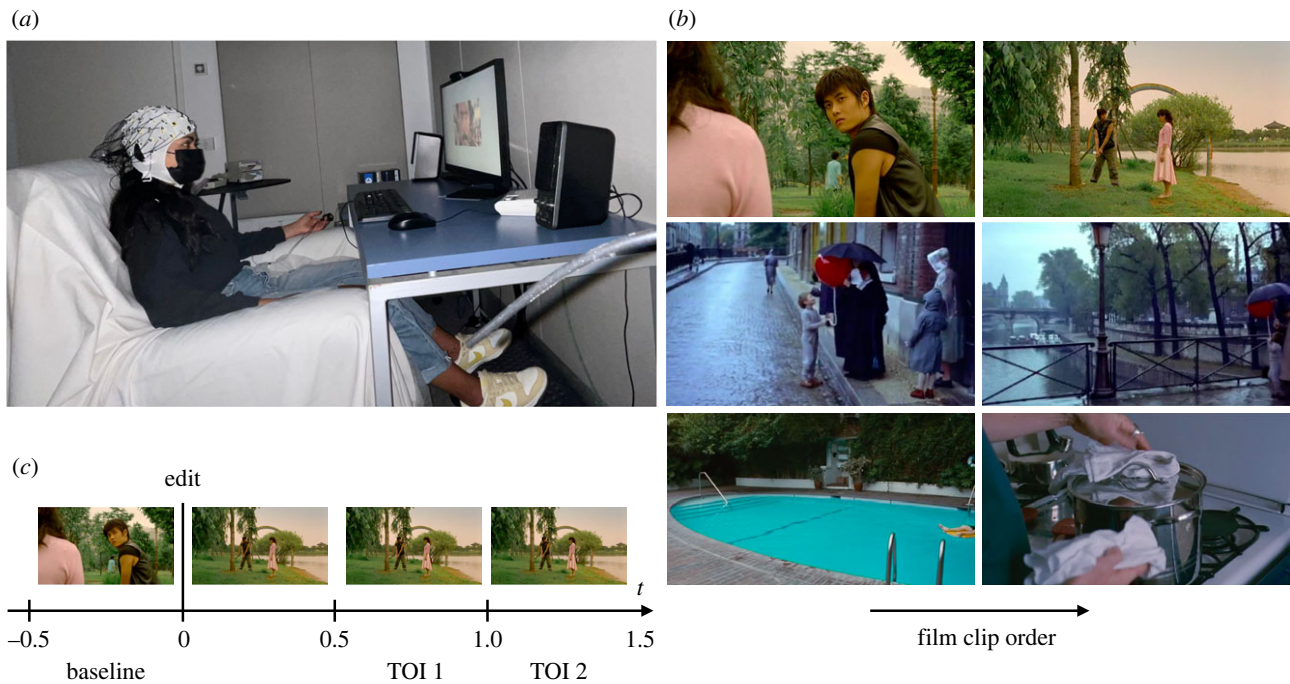 (a)
(b)
film clip order
(c)
edit
t
–0.5
0
0.5
1.0
1.5
baseline
TOI 1
TOI 2